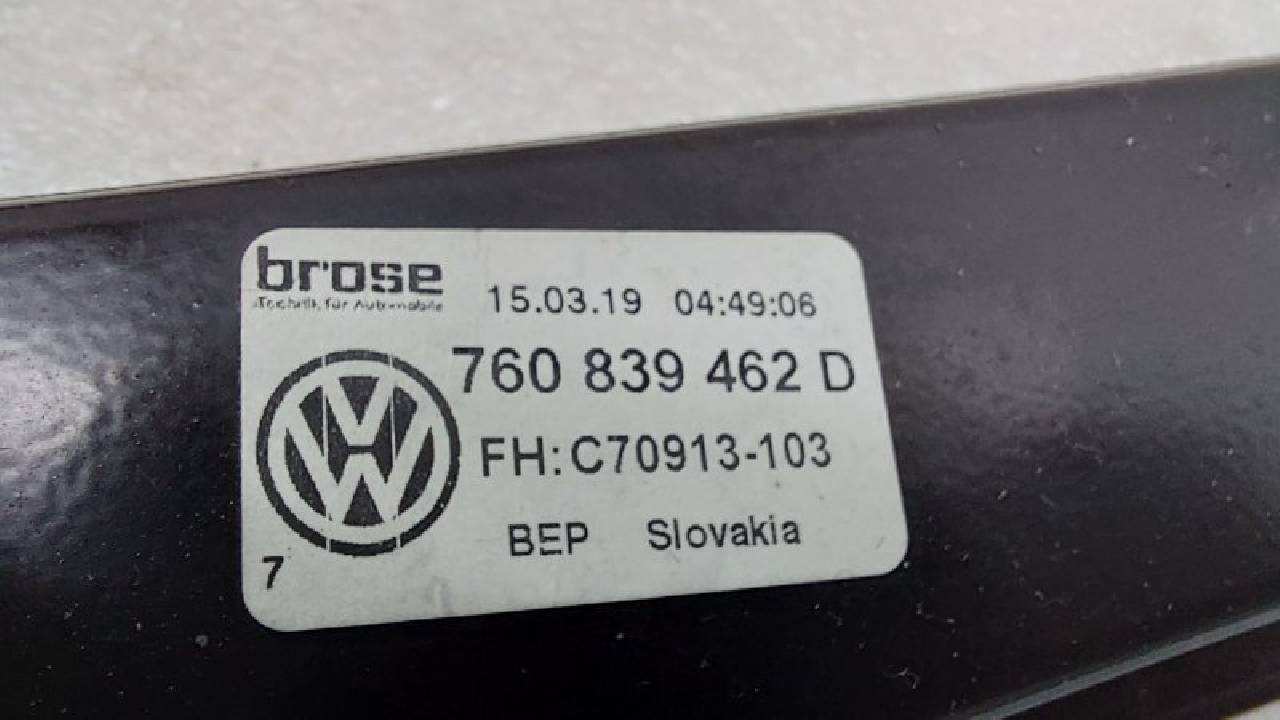 brose
Technik für Automobile
15.03.19 04:49:06
760 839 462 D
FH: C70913-103
BEP Slovakia
7